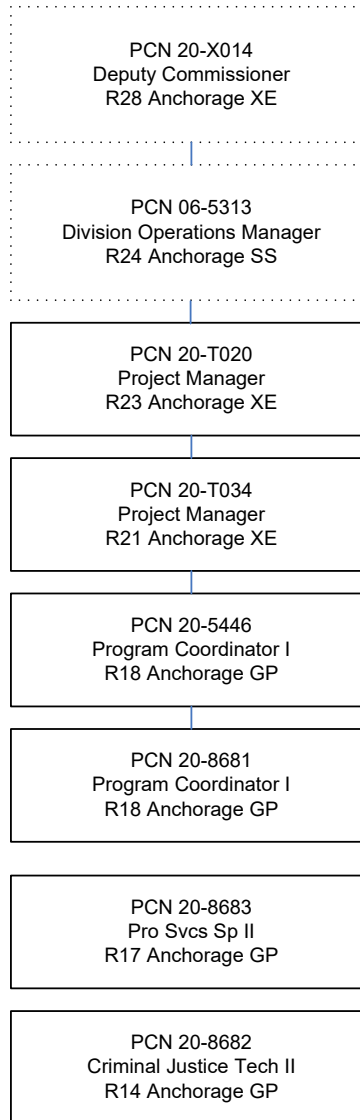 PCN 20-X014
Deputy Commissioner
R28 Anchorage XE
PCN 06-5313
Division Operations Manager
R24 Anchorage SS
PCN 20-T020
Project Manager
R23 Anchorage XE
PCN 20-T034
Project Manager
R21 Anchorage XE
PCN 20-5446
Program Coordinator I
R18 Anchorage GP
PCN 20-8681
Program Coordinator I
R18 Anchorage GP
PCN 20-8683
Pro Svcs Sp II
R17 Anchorage GP
PCN 20-8682
Criminal Justice Tech II
R14 Anchorage GP